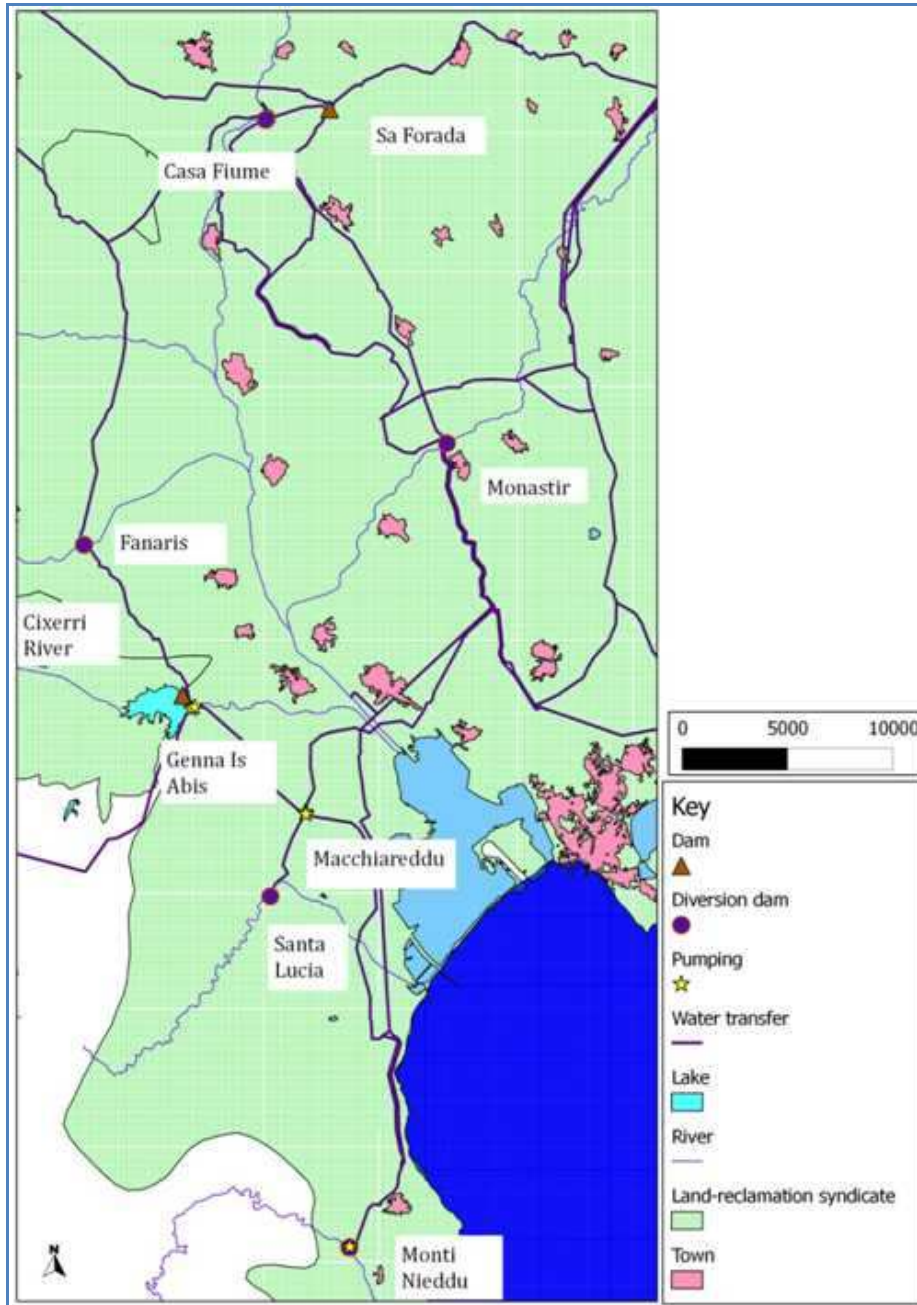 Sa Forada
Casa Fiume
Monastir
Fanaris
Cixerri
River
Genna Is
Abis
Macchiareddu
Santa
Lucia
Monti
Nieddu
N
0 5000 10000
Key
Dam
Diversion dam
Pumping
Water transfer
Lake
River
Land-reclamation syndicate
Town